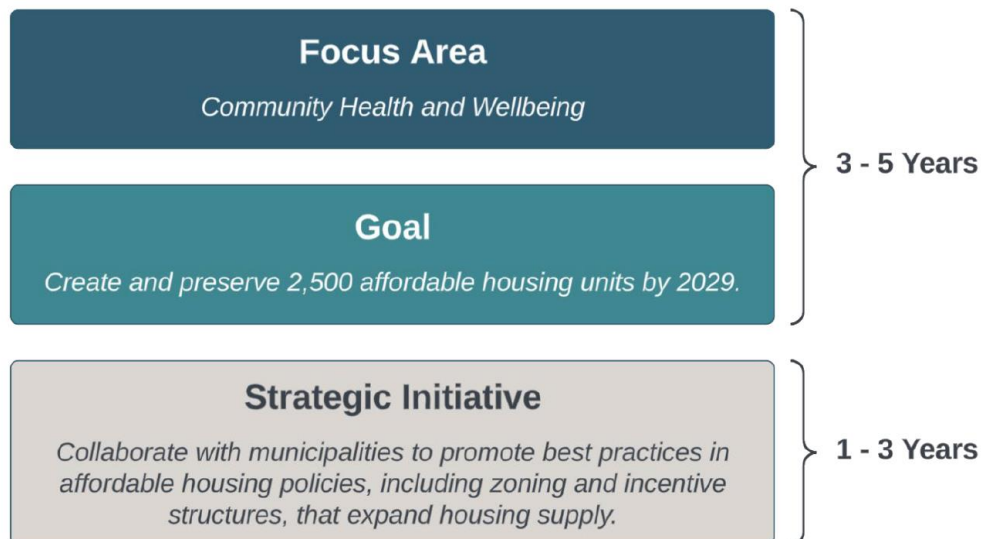 Focus Area
Community Health and Wellbeing
3 - 5 Years
Goal
Create and preserve 2,500 affordable housing units by 2029.
Strategic Initiative
Collaborate with municipalities to promote best practices in
affordable housing policies, including zoning and incentive
structures, that expand housing supply.
1 - 3 Years